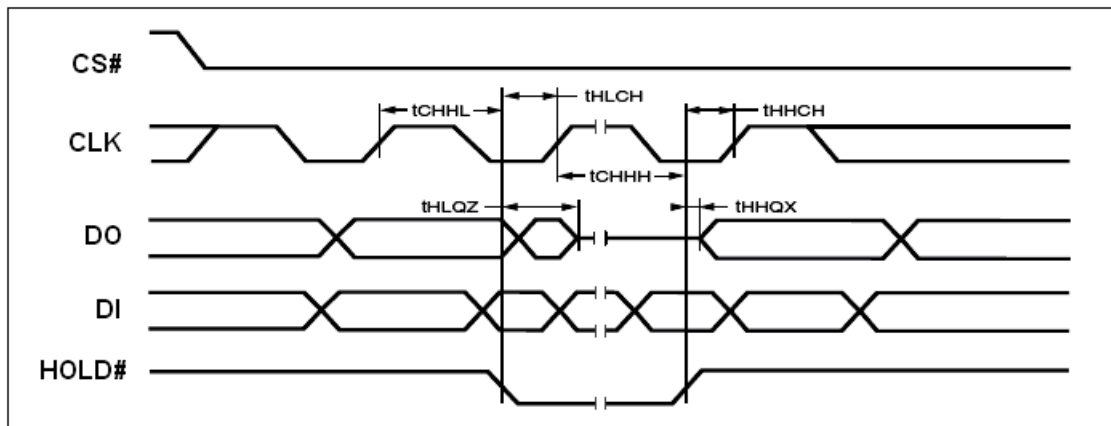 CS#
tHLCH
tCHHL
tHHCH
CLK
tCHHH
tHLQZ
tHHQX
DO
DI
HOLD#